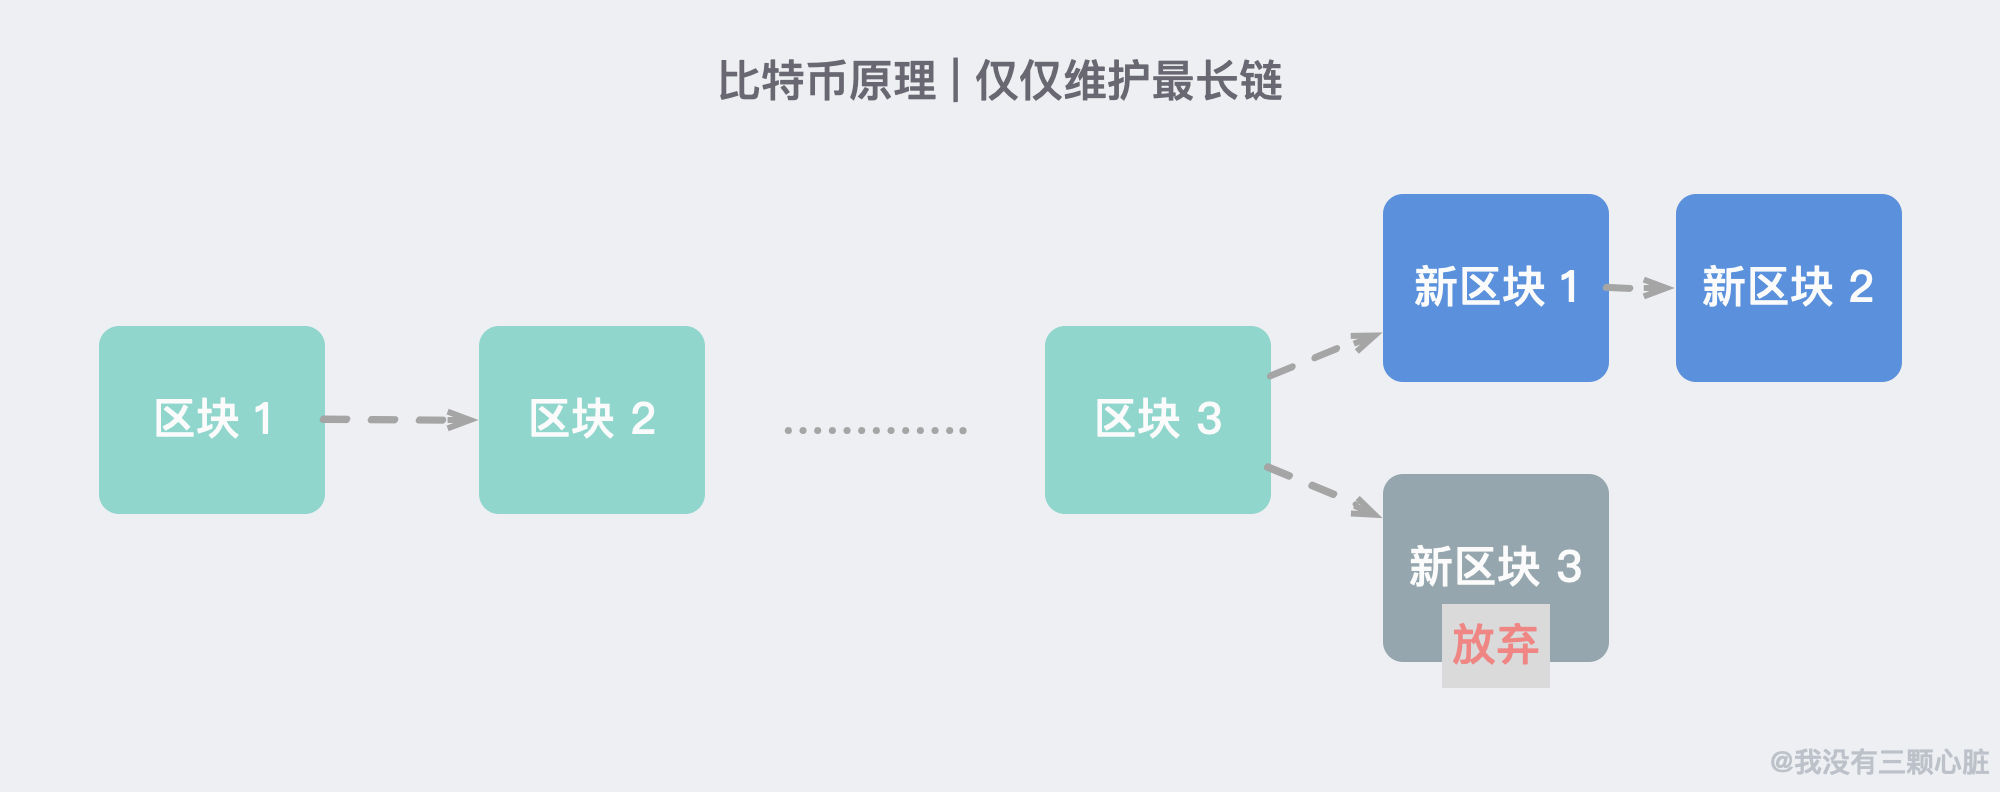 比特币原理 | 仅仅维护最长链
区块 1
区块 2
区块 3
新区块 1
新区块 2
新区块 3
放弃
@我没有三颗心脏